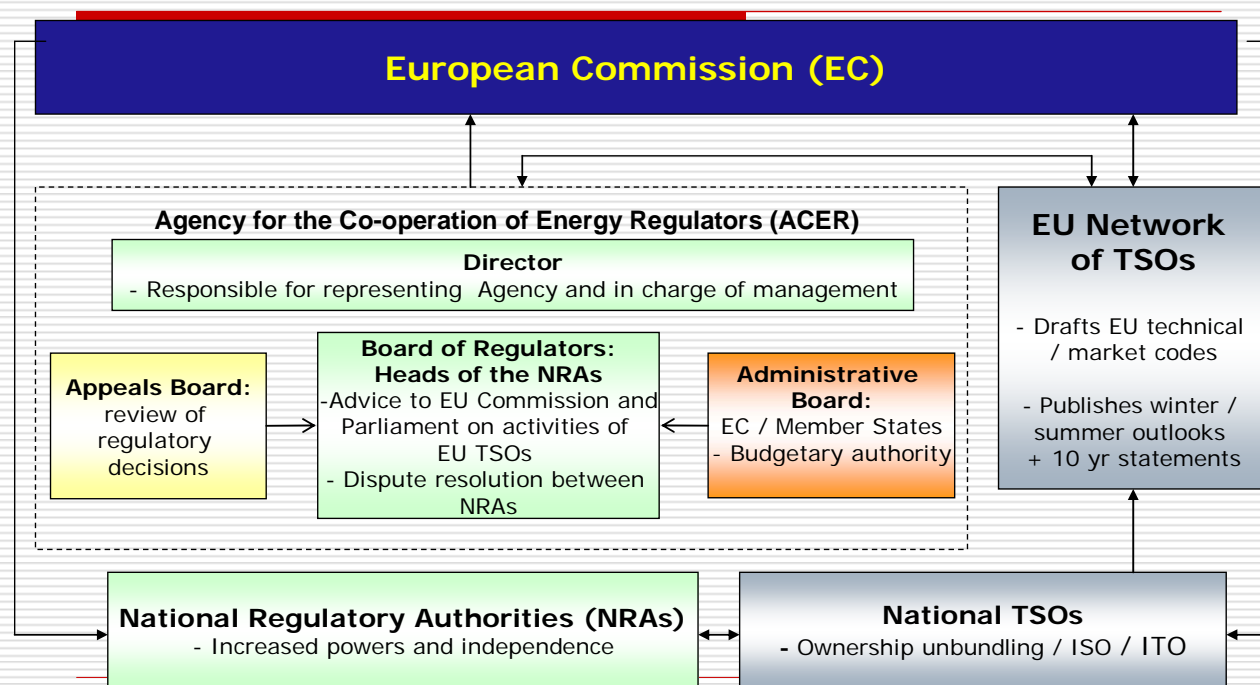 European Commission (EC)
Agency for the Co-operation of Energy Regulators (ACER)
Director
- Responsible for representing Agency and in charge of management
Appeals Board:
review of
regulatory
decisions
Board of Regulators:
Heads of the NRAs
-Advice to EU Commission and
Parliament on activities of
EU TSOs
- Dispute resolution between
NRAs
Administrative
Board:
EC / Member States
- Budgetary authority
EU Network
of TSOs
- Drafts EU technical
/ market codes
- Publishes winter /
summer outlooks
+ 10 yr statements
National Regulatory Authorities (NRAs)
- Increased powers and independence
National TSOs
- Ownership unbundling / ISO / ITO